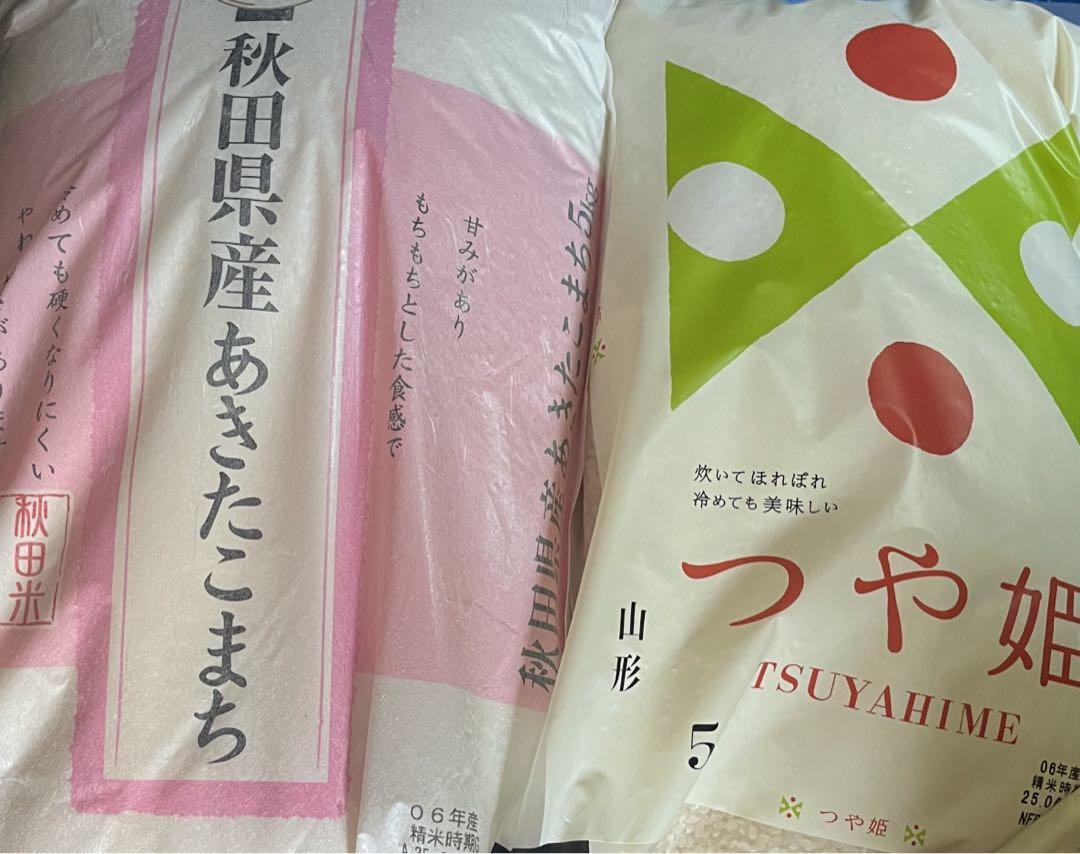 秋田県産あきたこまち
甘みがあり
もちもちとした食感で
めても硬くなりにくい
やわ
秋田米
秋田県産あきたこまち5kg
06年産
精米時期
炊いてほれぼれ
冷めても美味しい
つや姫
TSUYAHIME
山形
5
つや姫
06年産
精米時
25.0